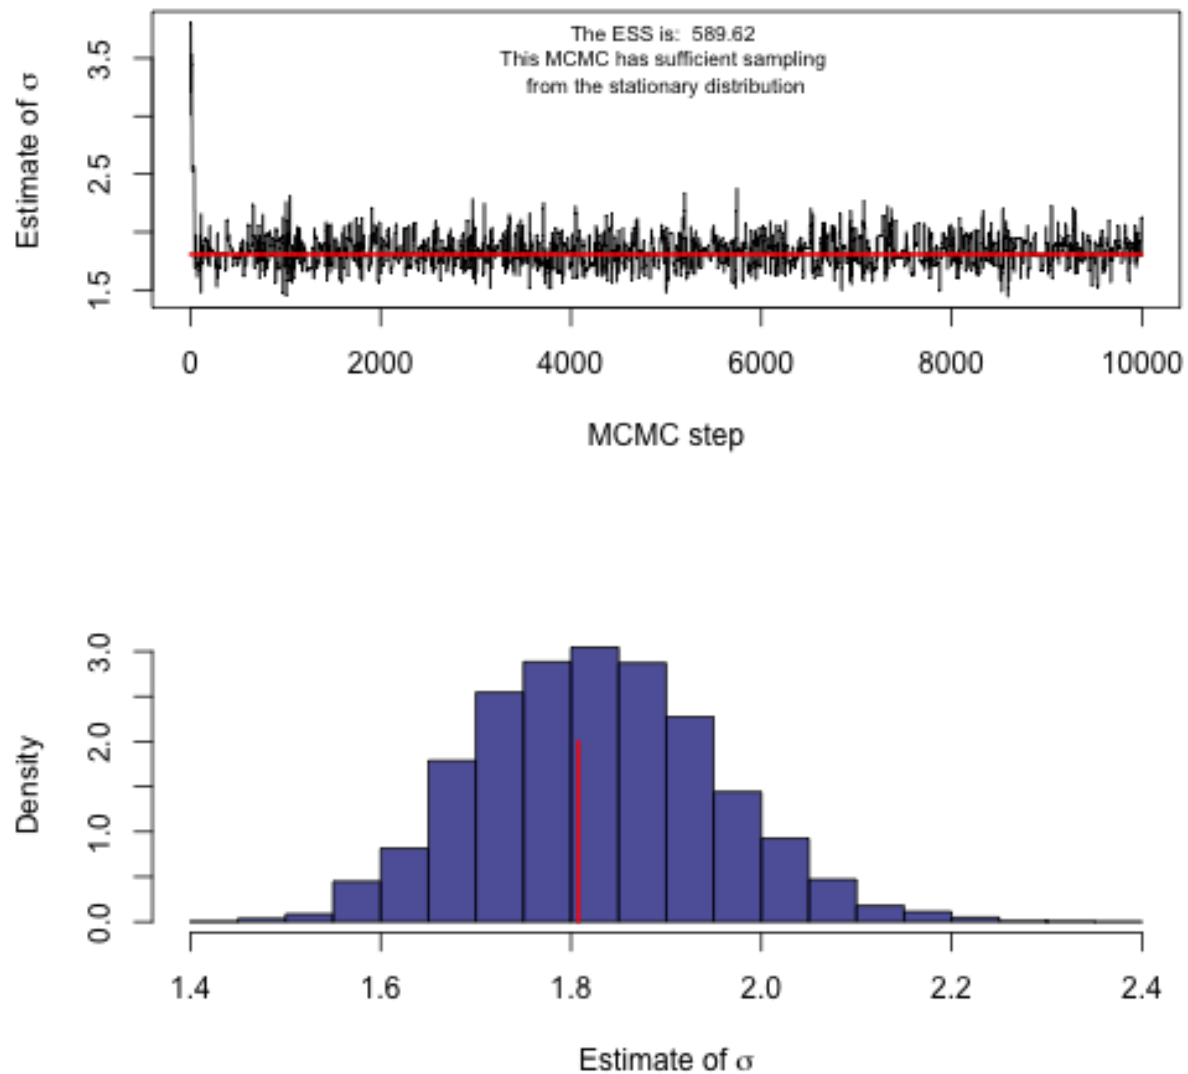 The ESS is: 589.62
This MCMC has sufficient sampling
from the stationary distribution
Estimate of σ
3.5
2.5
1.5
0 2000 4000 6000 8000 10000
MCMC step
Density
3.0
2.0
1.0
0.0
1.4 1.6 1.8 2.0 2.2 2.4
Estimate of σ